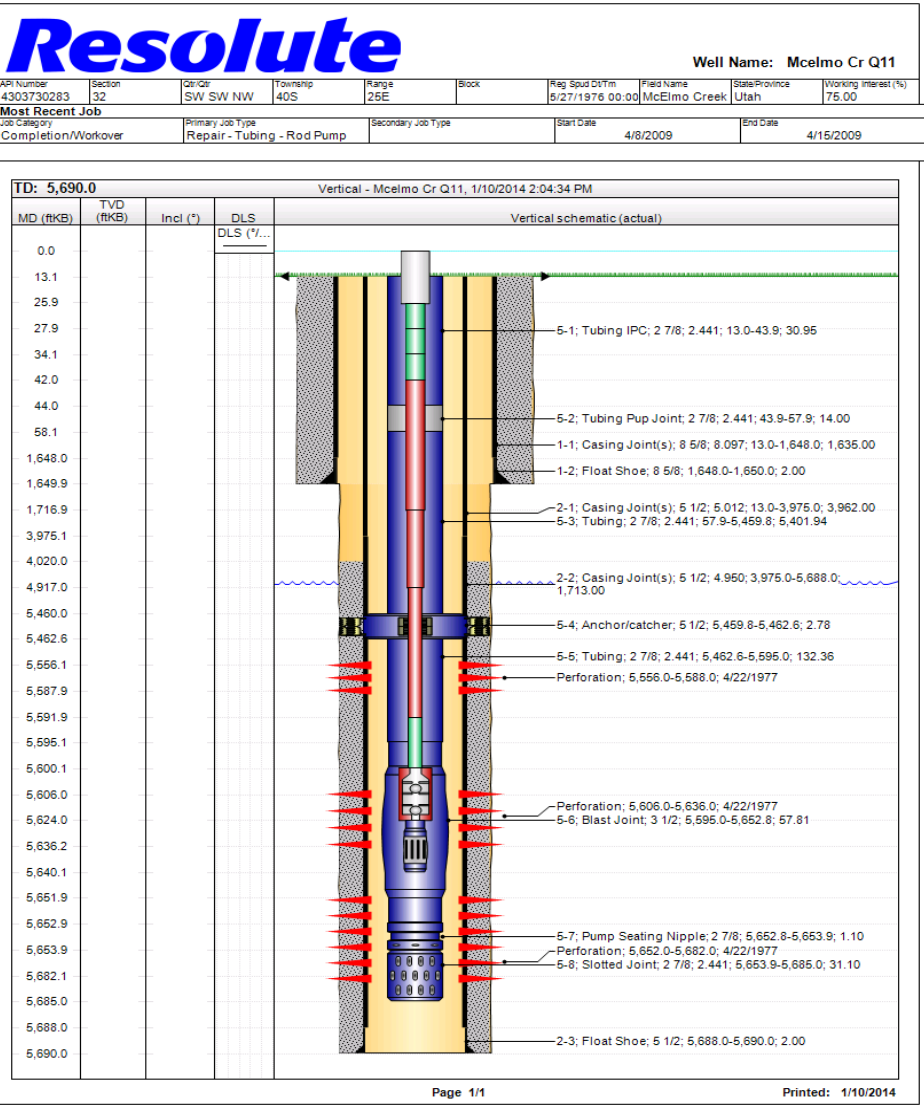 Resolute
Well Name: Mcelmo Cr Q11
API Number Section Qtr/Qtr Township Range Block Reg Spud Dt/Tm Field Name State/Province Working Interest (%)
4303730283 32 SW SW NW 40S 25E 5/27/1976 00:00 McElmo Creek Utah 75.00
Most Recent Job
Job Category Primary Job Type Secondary Job Type Start Date End Date
Completion/Workover Repair - Tubing - Rod Pump 4/8/2009 4/15/2009
TD: 5,690.0 Vertical - Mcelmo Cr Q11, 1/10/2014 2:04:34 PM
MD (ftKB) TVD (ftKB) Incl (°) DLS Vertical schematic (actual)
DLS (°/...
0.0
13.1
25.9
27.9 5-1; Tubing IPC; 2 7/8; 2.441; 13.0-43.9; 30.95
34.1
42.0
44.0 5-2; Tubing Pup Joint; 2 7/8; 2.441; 43.9-57.9; 14.00
58.1 1-1; Casing Joint(s); 8 5/8; 8.097; 13.0-1,648.0; 1,635.00
1,648.0 1-2; Float Shoe; 8 5/8; 1,648.0-1,650.0; 2.00
1,649.9
1,716.9 2-1; Casing Joint(s); 5 1/2; 5.012; 13.0-3,975.0; 3,962.00
5-3; Tubing; 2 7/8; 2.441; 57.9-5,459.8; 5,401.94
3,975.1
4,020.0
4,917.0 2-2; Casing Joint(s); 5 1/2; 4.950; 3,975.0-5,688.0;
1,713.00
5,460.0 5-4; Anchor/catcher; 5 1/2; 5,459.8-5,462.6; 2.78
5,462.6
5-5; Tubing; 2 7/8; 2.441; 5,462.6-5,595.0; 132.36
5,556.1
Perforation; 5,556.0-5,588.0; 4/22/1977
5,587.9
5,591.9
5,595.1
5,600.1
5,606.0 Perforation; 5,606.0-5,636.0; 4/22/1977
5,624.0 5-6; Blast Joint; 3 1/2; 5,595.0-5,652.8; 57.81
5,636.2
5,640.1
5,651.9
5,652.9
5-7; Pump Seating Nipple; 2 7/8; 5,652.8-5,653.9; 1.10
5,653.9 Perforation; 5,652.0-5,682.0; 4/22/1977
5-8; Slotted Joint; 2 7/8; 2.441; 5,653.9-5,685.0; 31.10
5,682.1
5,685.0
5,688.0
2-3; Float Shoe; 5 1/2; 5,688.0-5,690.0; 2.00
5,690.0
Page 1/1 Printed: 1/10/2014